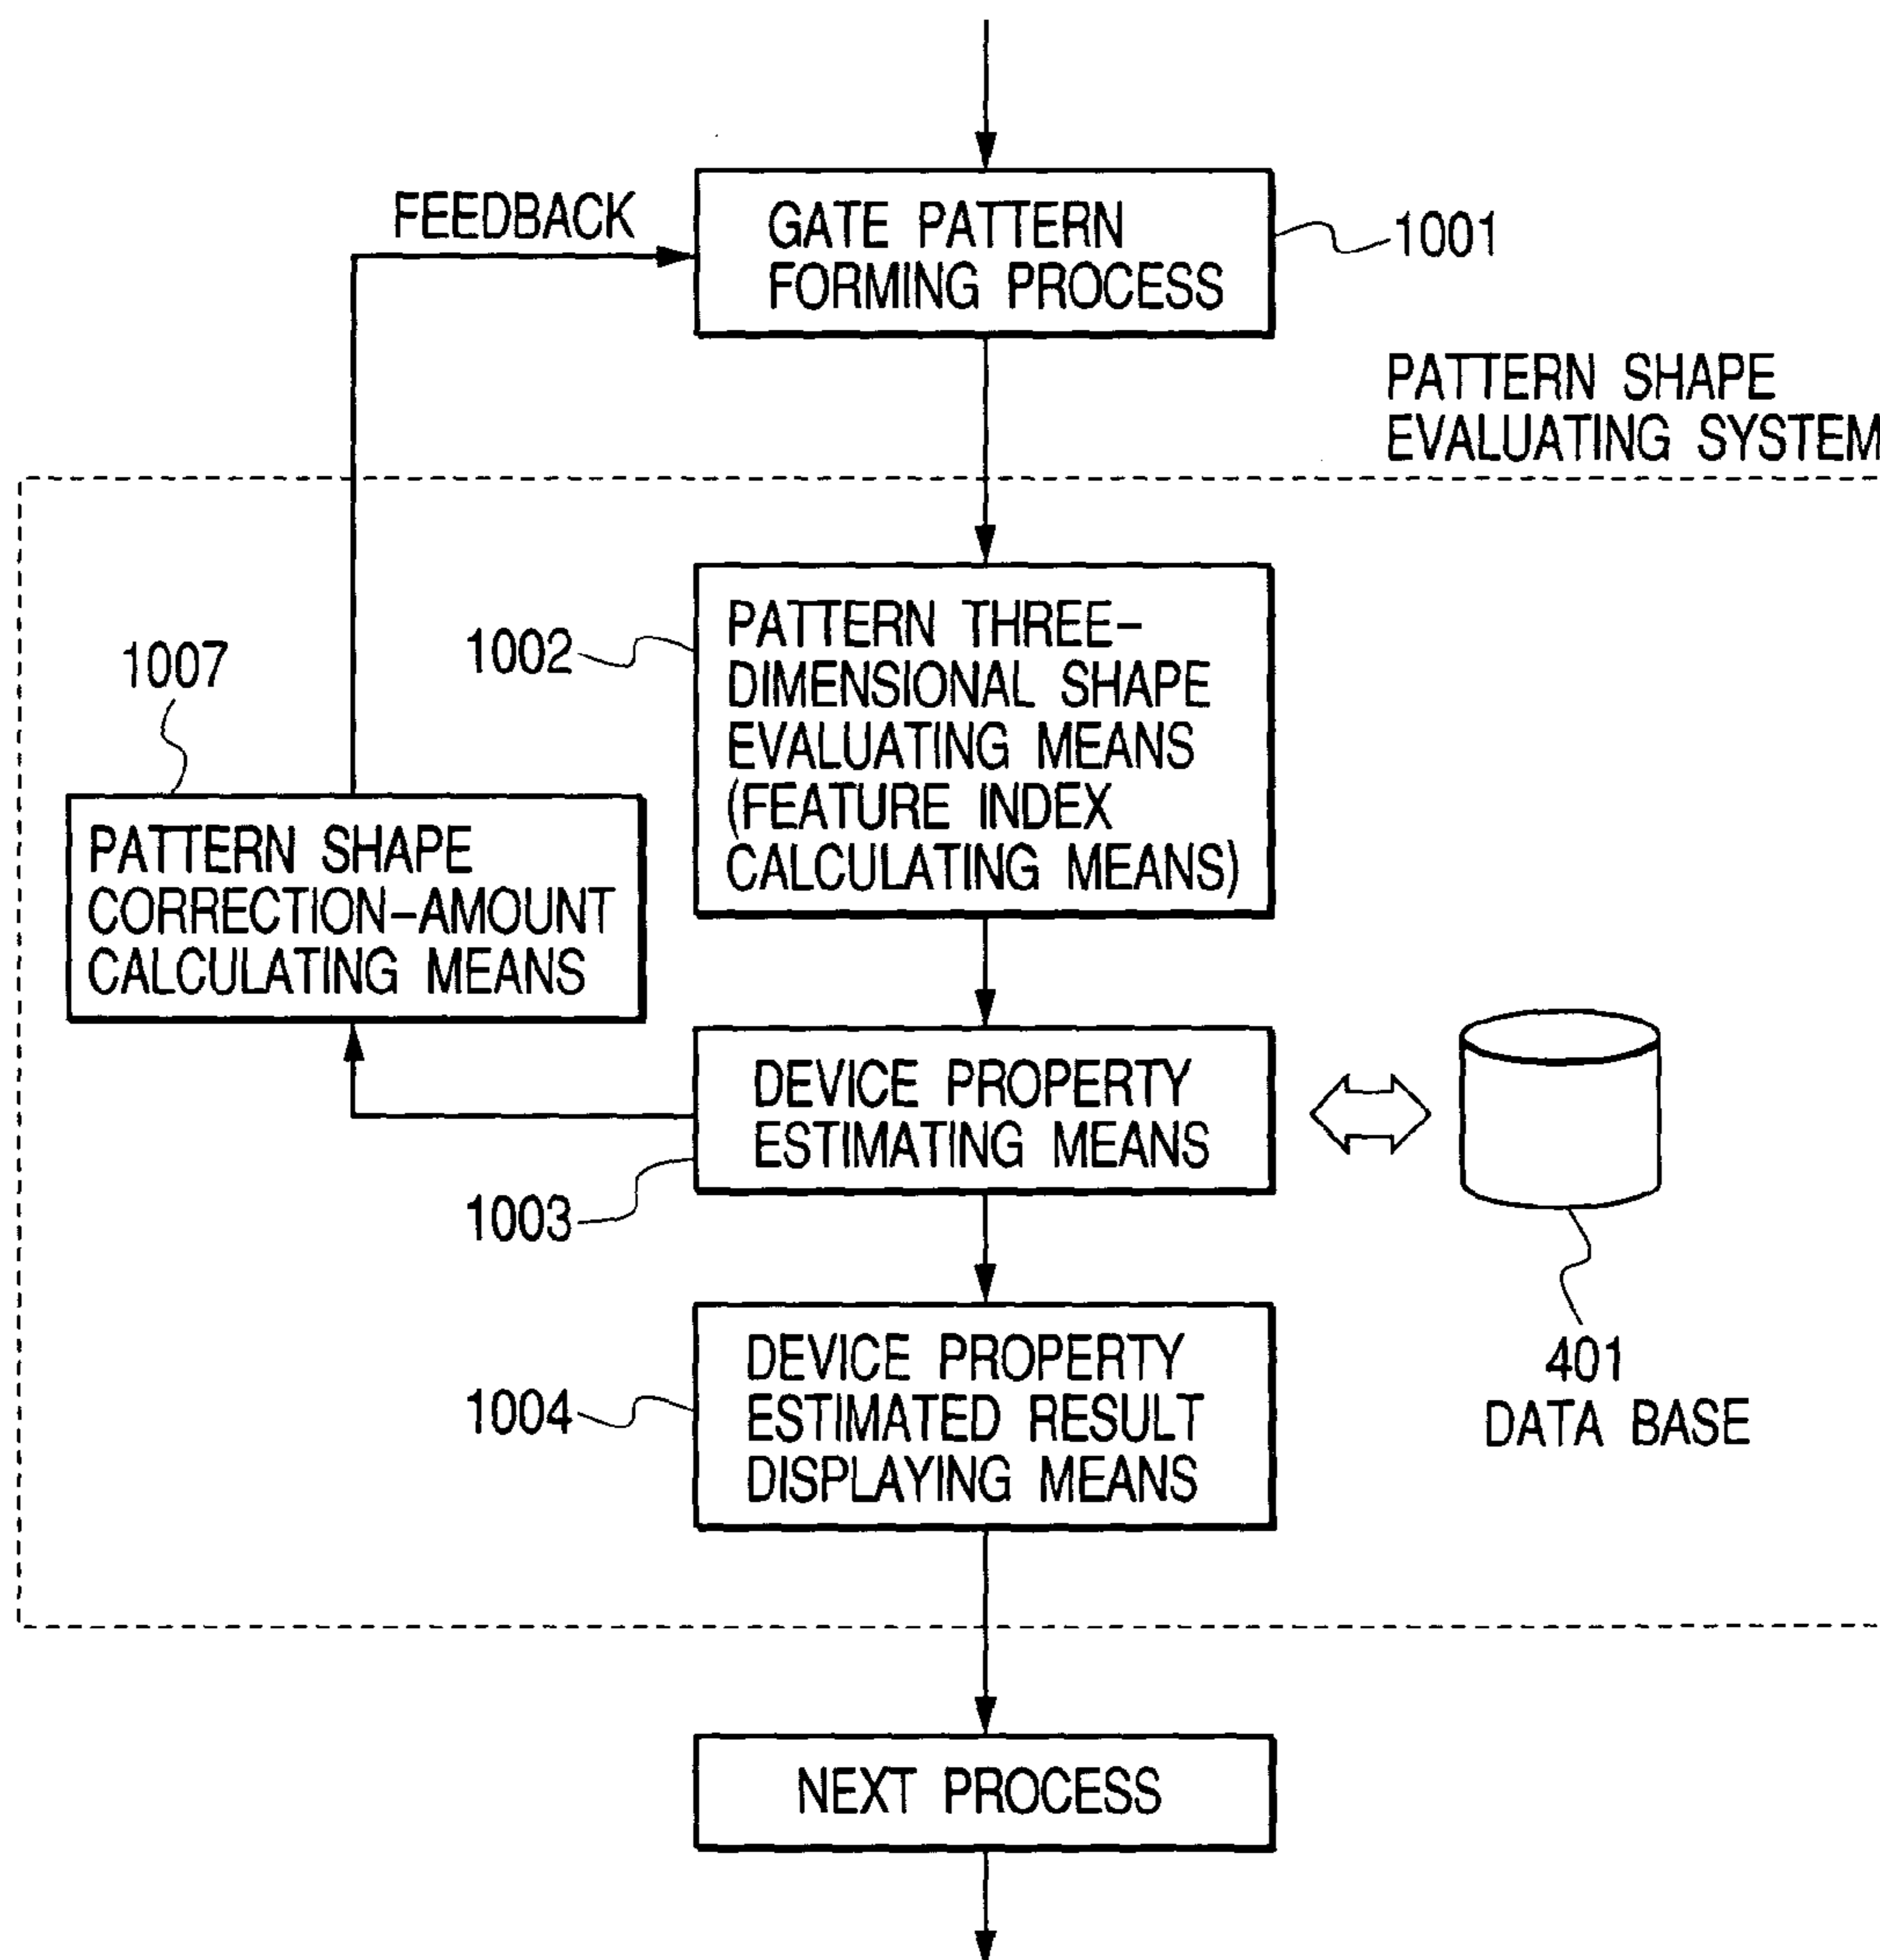 FEEDBACK
GATE PATTERN
FORMING PROCESS
1001
PATTERN SHAPE
EVALUATING SYSTEM
1002
PATTERN THREE-
DIMENSIONAL SHAPE
EVALUATING MEANS
(FEATURE INDEX
CALCULATING MEANS)
1007
PATTERN SHAPE
CORRECTION-AMOUNT
CALCULATING MEANS
DEVICE PROPERTY
ESTIMATING MEANS
1003
401
DATA BASE
DEVICE PROPERTY
ESTIMATED RESULT
DISPLAYING MEANS
1004
NEXT PROCESS